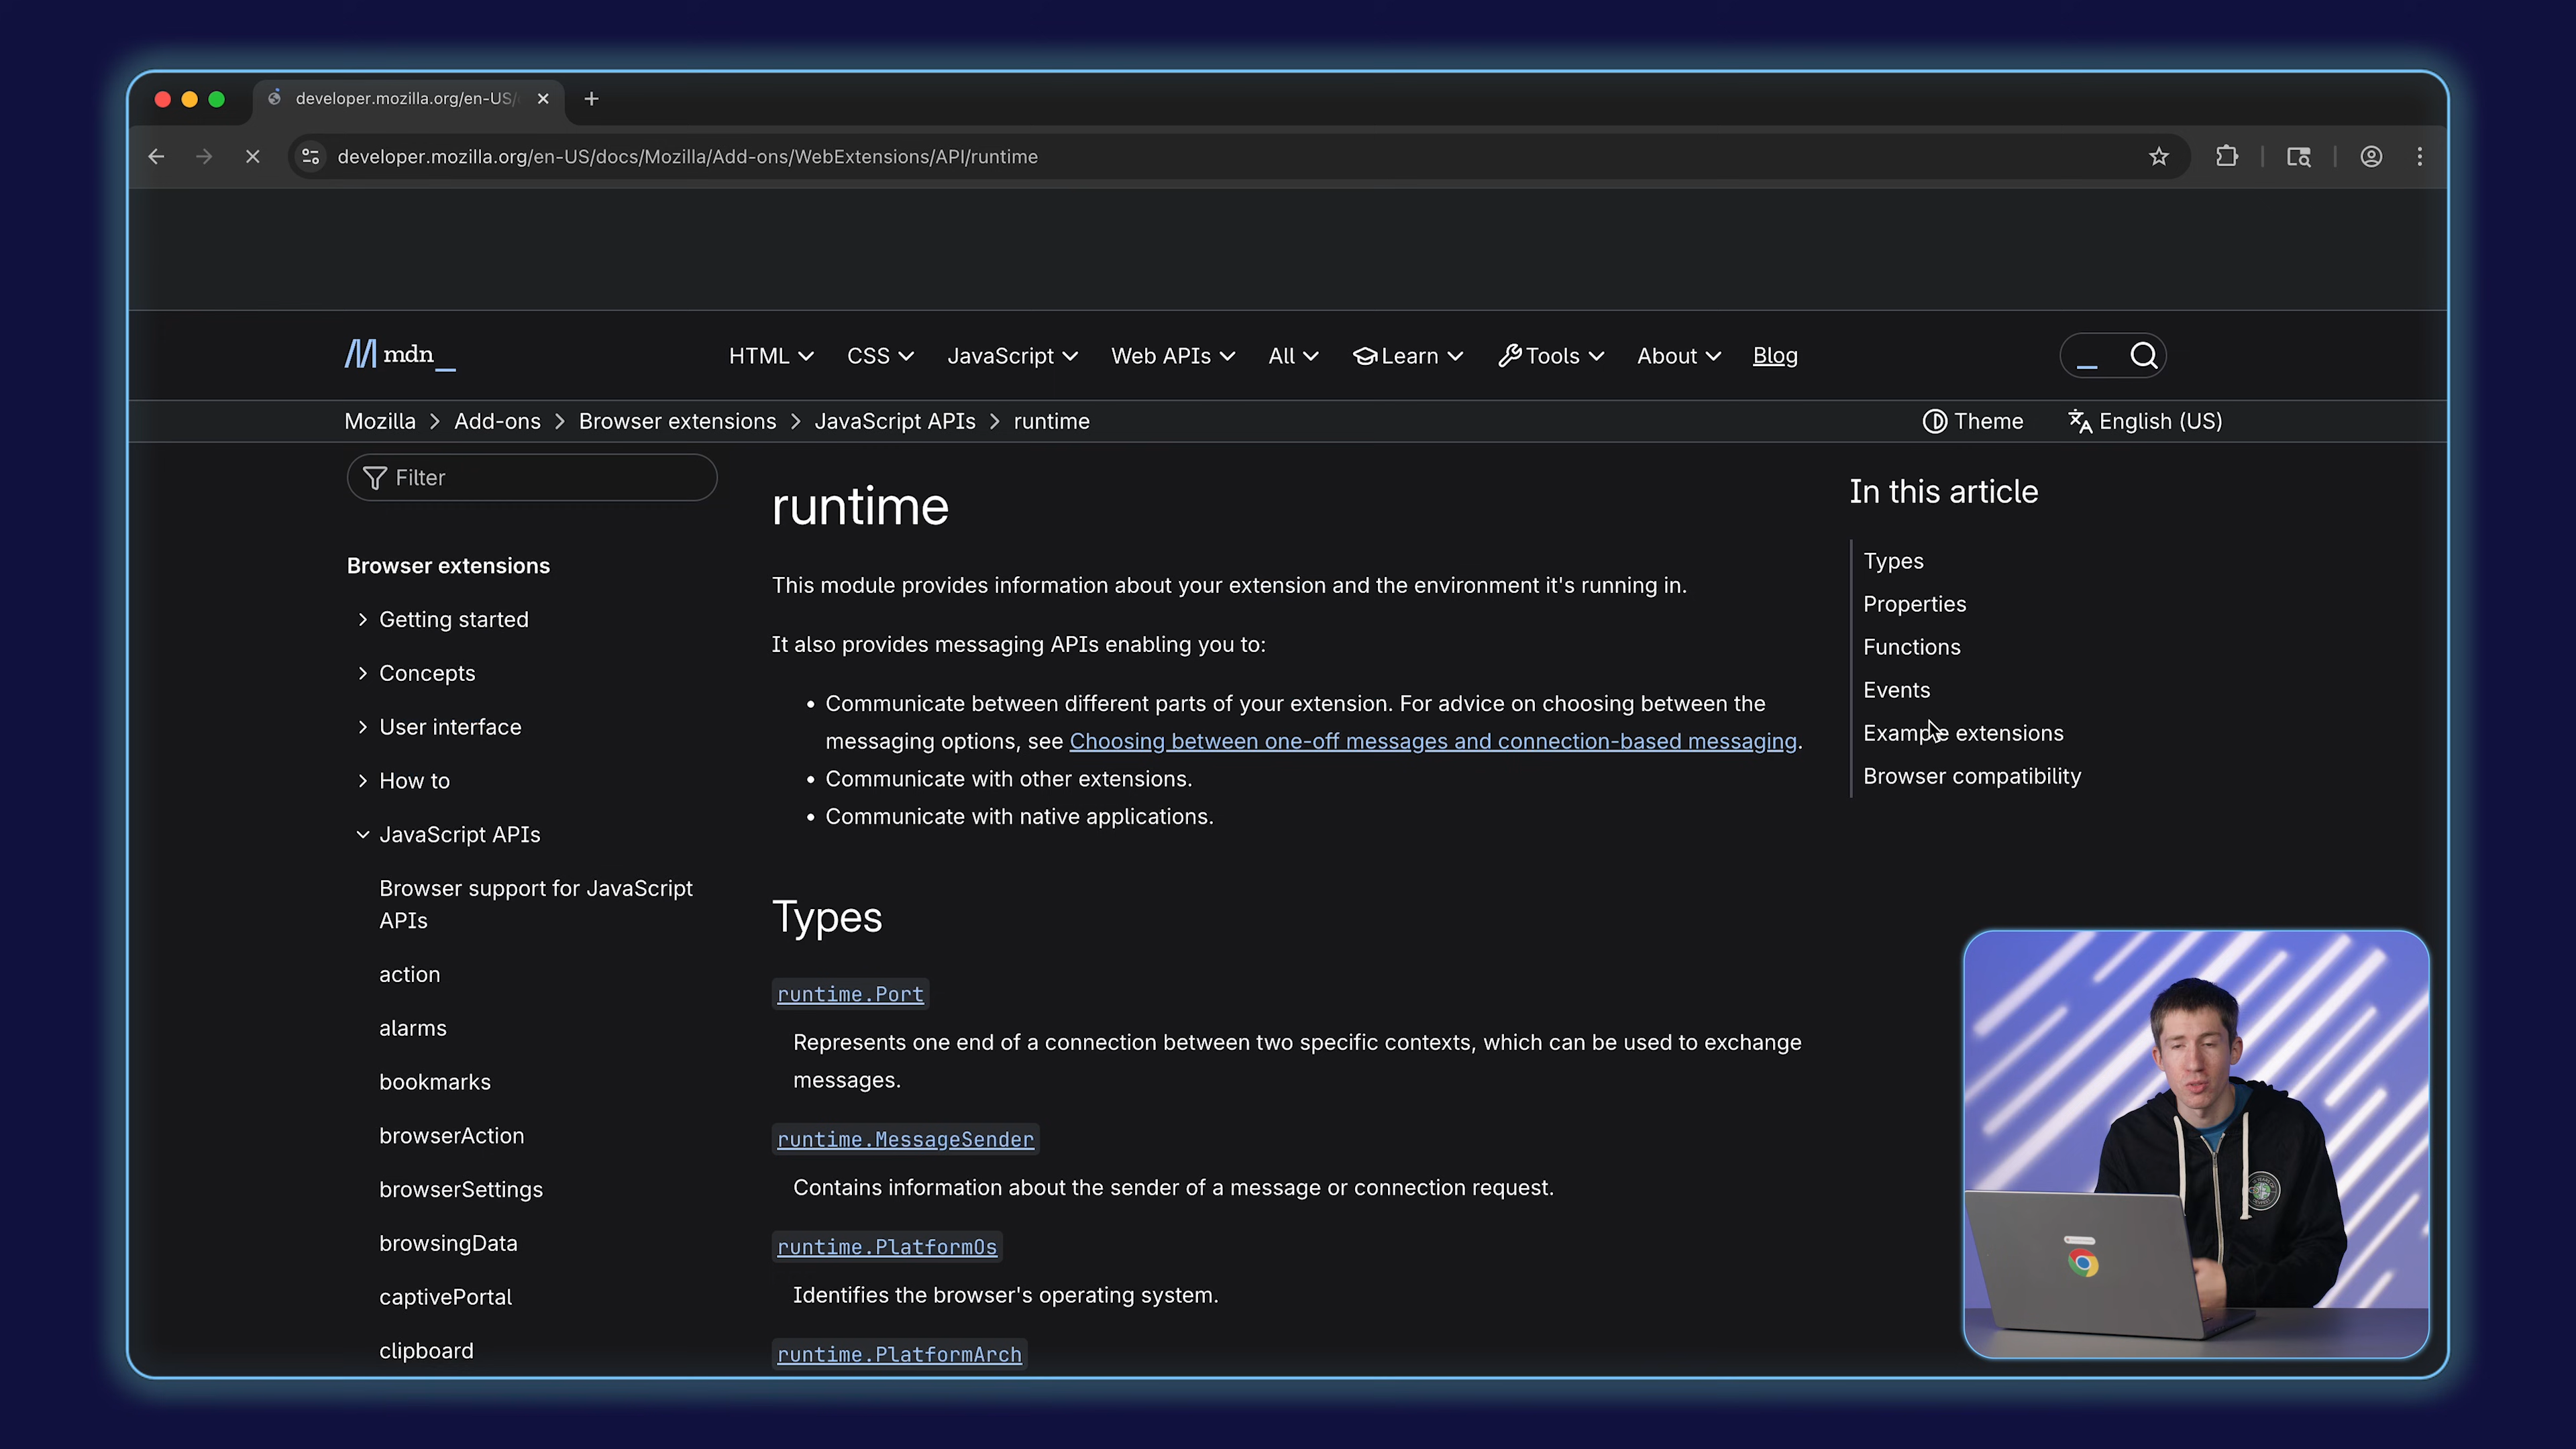 developer.mozilla.org/en-US/
developer.mozilla.org/en-US/docs/Mozilla/Add-ons/WebExtensions/API/runtime
mdn_
HTML CSS JavaScript Web APIs All Learn Tools About Blog
Mozilla > Add-ons > Browser extensions > JavaScript APIs > runtime
Theme English (US)
Filter
Browser extensions
Getting started
Concepts
User interface
How to
JavaScript APIs
Browser support for JavaScript
APIs
action
alarms
bookmarks
browserAction
browserSettings
browsingData
captivePortal
clipboard
runtime
This module provides information about your extension and the environment it's running in.
It also provides messaging APIs enabling you to:
• Communicate between different parts of your extension. For advice on choosing between the
messaging options, see Choosing between one-off messages and connection-based messaging.
• Communicate with other extensions.
• Communicate with native applications.
Types
runtime.Port
Represents one end of a connection between two specific contexts, which can be used to exchange
messages.
runtime.MessageSender
Contains information about the sender of a message or connection request.
runtime.PlatformOs
Identifies the browser's operating system.
runtime.PlatformArch
In this article
Types
Properties
Functions
Events
Example extensions
Browser compatibility